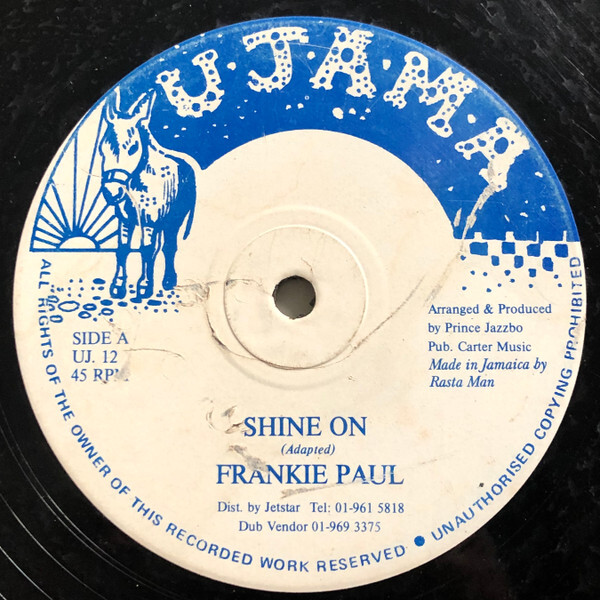 U.J.A.M.A
SIDE A
UJ. 12
45 RPM
Arranged & Produced
by Prince Jazzbo
Pub. Carter Music
Made in Jamaica by
Rasta Man
SHINE ON
(Adapted)
FRANKIE PAUL
Dist. by Jetstar Tel: 01-961 5818
Dub Vendor 01-969 3375
ALL RIGHTS OF THE OWNER OF THIS RECORDED WORK RESERVED ● UNAUTHORISED COPYING PROHIBITED